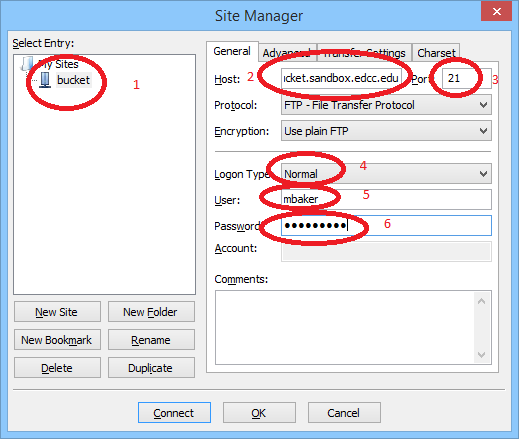 Site Manager
Select Entry:
My Sites
bucket
1
New Site
New Folder
New Bookmark
Rename
Delete
Duplicate
General
Advanced
Transfer Settings
Charset
Host: 2 ucket.sandbox.edcc.edu Port: 21 3
Protocol: FTP - File Transfer Protocol
Encryption: Use plain FTP
Logon Type: Normal 4
User: mbaker 5
Password: ●●●●●●●●● 6
Account:
Comments:
Connect
OK
Cancel